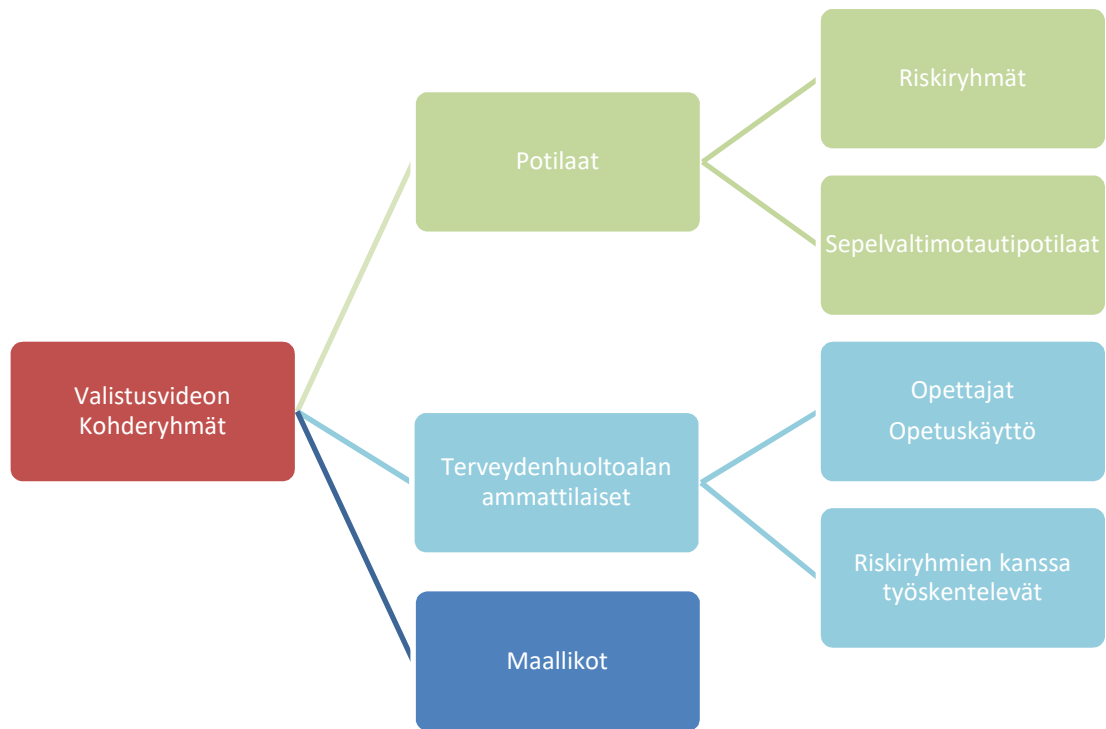 Valistusvideon
Kohderyhmät
Potilaat
Riskiryhmät
Sepelvaltimotautipotilaat
Terveydenhuoltoalan
ammattilaiset
Opettajat
Opetuskäyttö
Riskiryhmien kanssa
työskentelevät
Maallikot